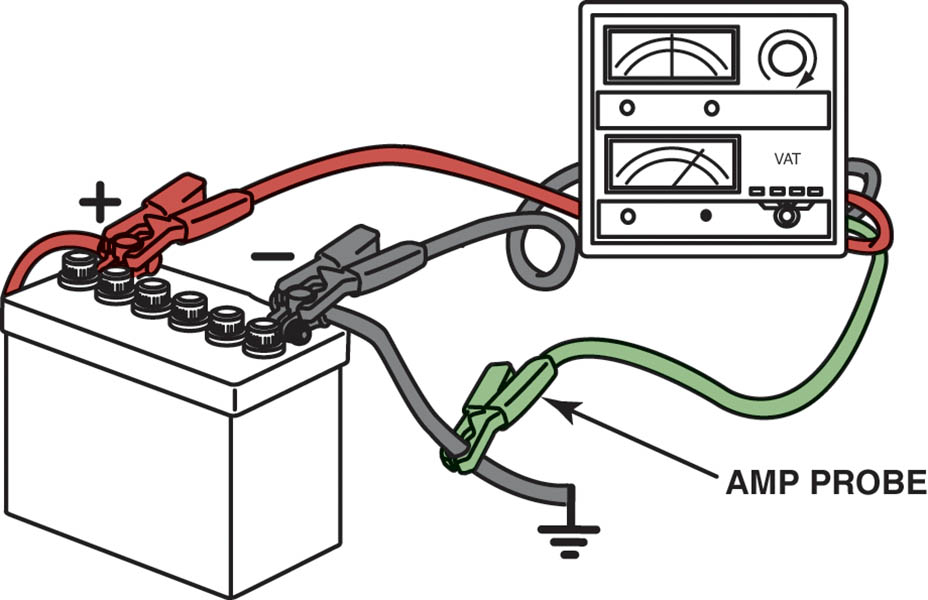 VAT
+
−
AMP PROBE